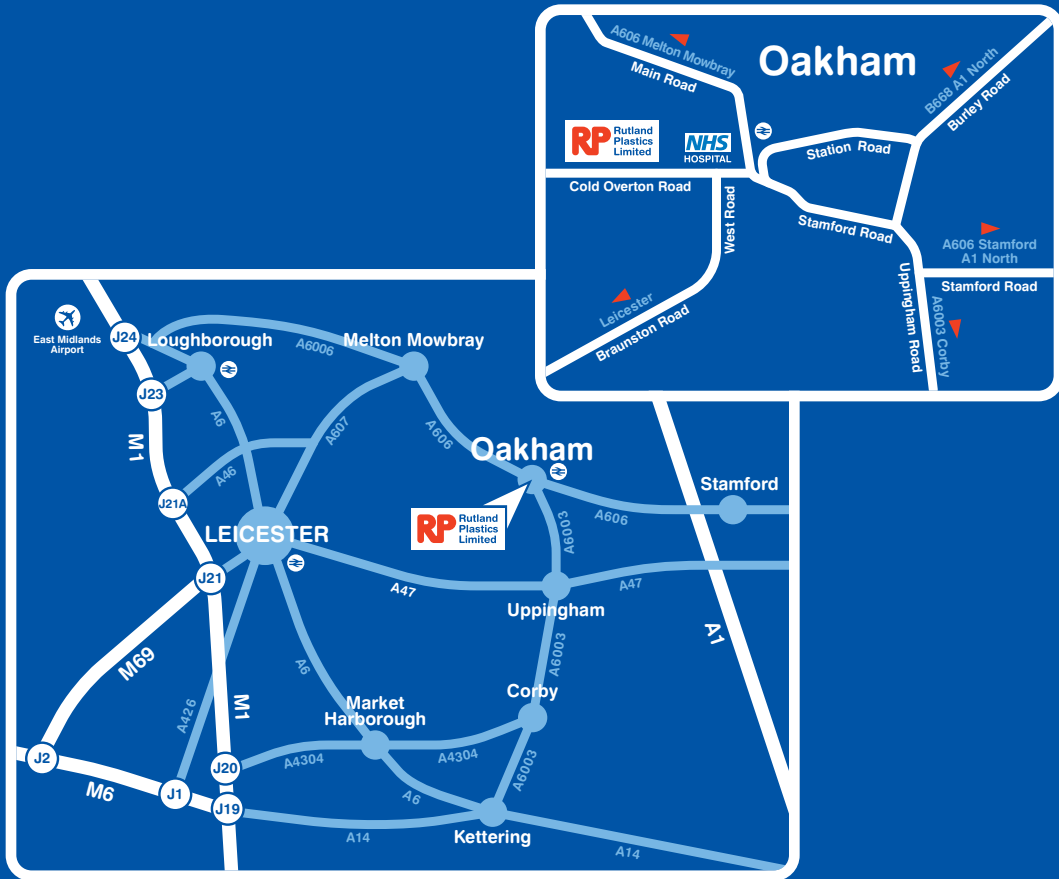 A606 Melton Mowbray
Main Road
Oakham
B668 A1 North
Burley Road
RP Rutland
Plastics
Limited
NHS
HOSPITAL
Station Road
Cold Overton Road
West Road
Stamford Road
A606 Stamford
A1 North
Stamford Road
Uppingham Road
A6003 Corby
Leicester
Braunston Road
East Midlands
Airport
J24
Loughborough
A6006
Melton Mowbray
J23
A6
A607
A606
M1
A46
Oakham
J21A
Stamford
LEICESTER
RP Rutland
Plastics
Limited
A6003
A606
J21
A47
A47
Uppingham
A1
M69
A6
A6003
Corby
Market
Harborough
M1
A426
J2
J20
A4304
A4304
A6003
M6
J1
J19
A6
A14
Kettering
A14